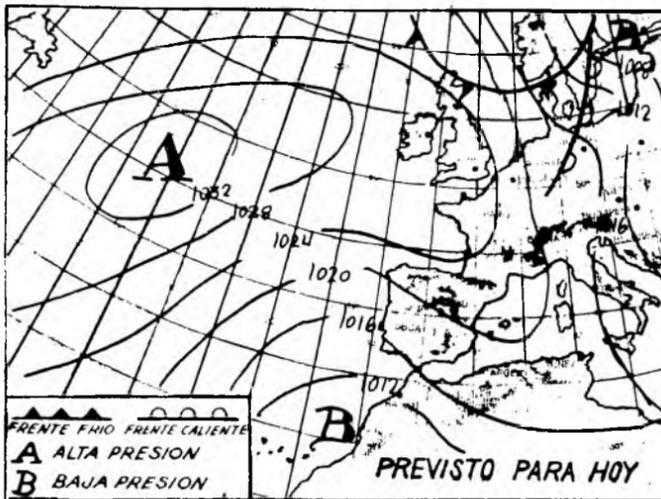 B
1008
1012
A
1032
1028
1024
1020
1016
1012
B
FRENTE FRIO FRENTE CALIENTE
A ALTA PRESION
B BAJA PRESION
PREVISTO PARA HOY